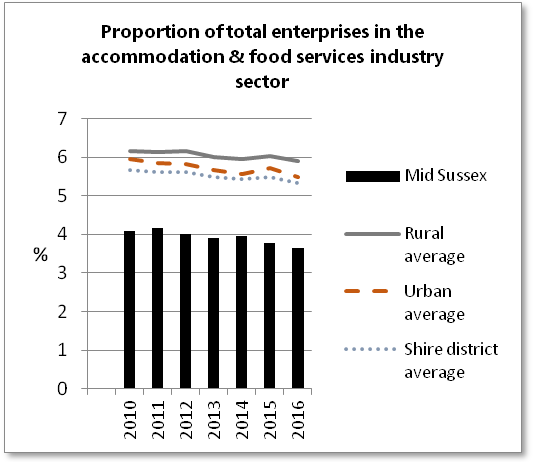 Proportion of total enterprises in the
accommodation & food services industry
sector
7
6
5
4
3
2
1
0
%
2010
2011
2012
2013
2014
2015
2016
Mid Sussex
Rural
average
Urban
average
Shire district
average